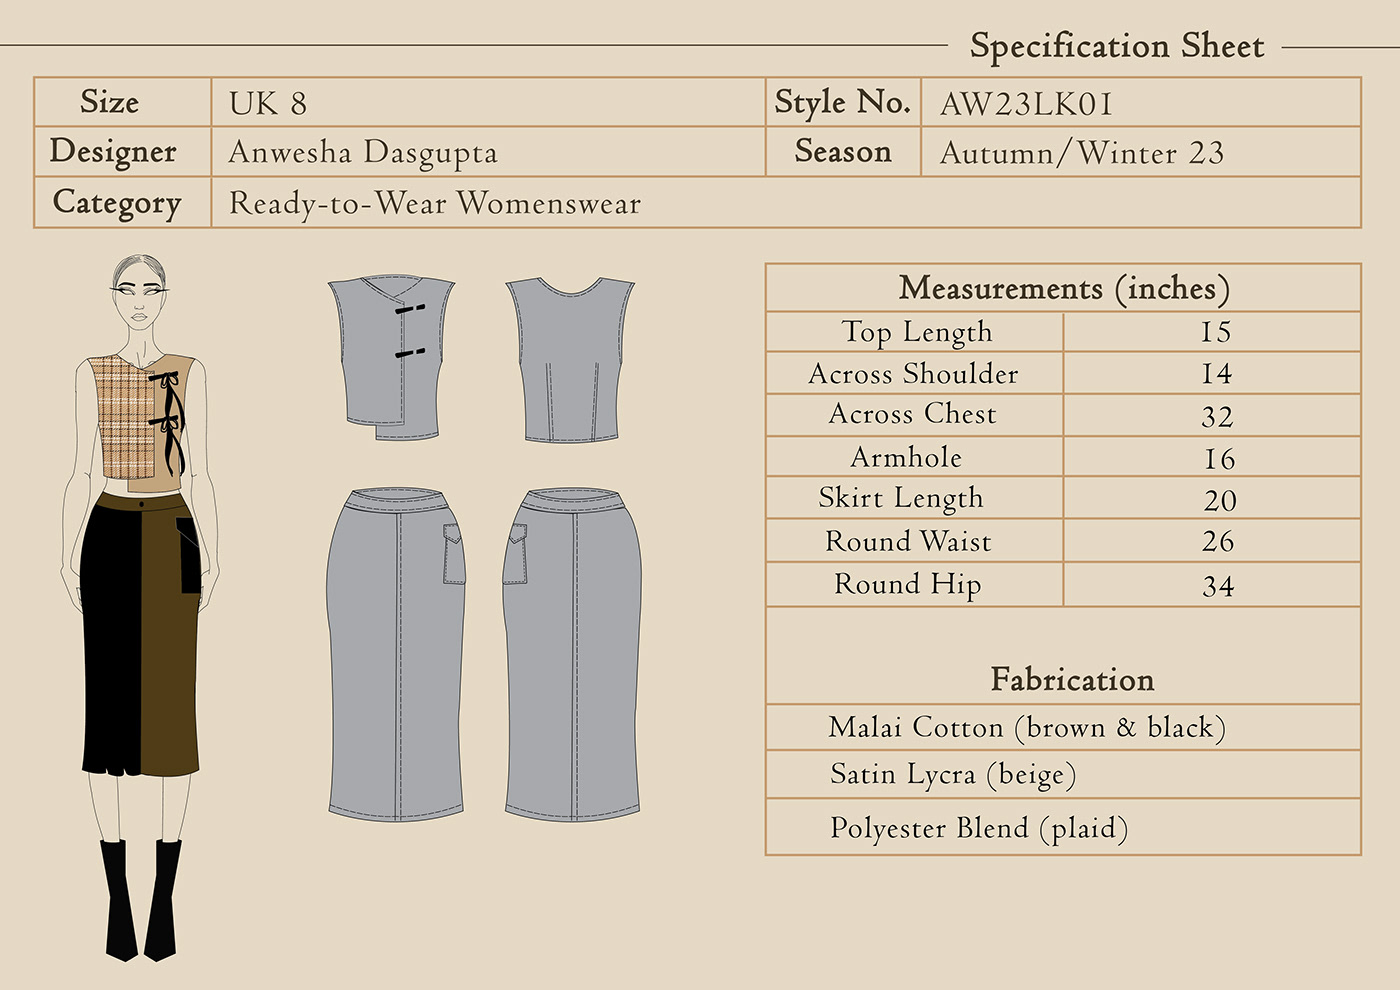 Specification Sheet
Size UK 8 Style No. AW23LK01
Designer Anwesha Dasgupta Season Autumn/Winter 23
Category Ready-to-Wear Womenswear
Measurements (inches)
Top Length 15
Across Shoulder 14
Across Chest 32
Armhole 16
Skirt Length 20
Round Waist 26
Round Hip 34
Fabrication
Malai Cotton (brown & black)
Satin Lycra (beige)
Polyester Blend (plaid)